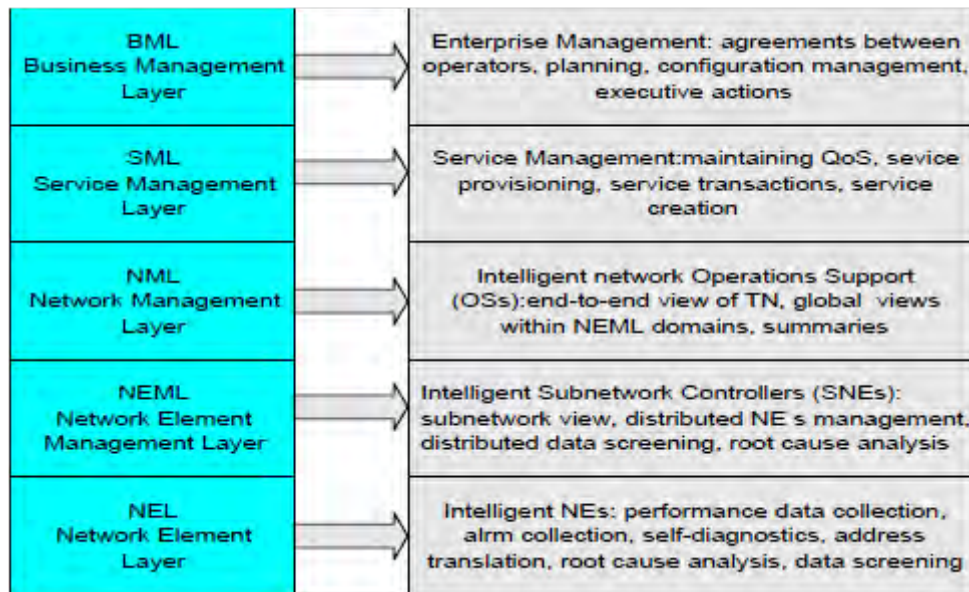 BML
Business Management
Layer
Enterprise Management: agreements between
operators, planning, configuration management,
executive actions
SML
Service Management
Layer
Service Management:maintaining QoS, sevice
provisioning, service transactions, service
creation
NML
Network Management
Layer
Intelligent network Operations Support
(OSs):end-to-end view of TN, global views
within NEML domains, summaries
NEML
Network Element
Management Layer
Intelligent Subnetwork Controllers (SNEs):
subnetwork view, distributed NE s management,
distributed data screening, root cause analysis
NEL
Network Element
Layer
Intelligent NEs: performance data collection,
alrm collection, self-diagnostics, address
translation, root cause analysis, data screening